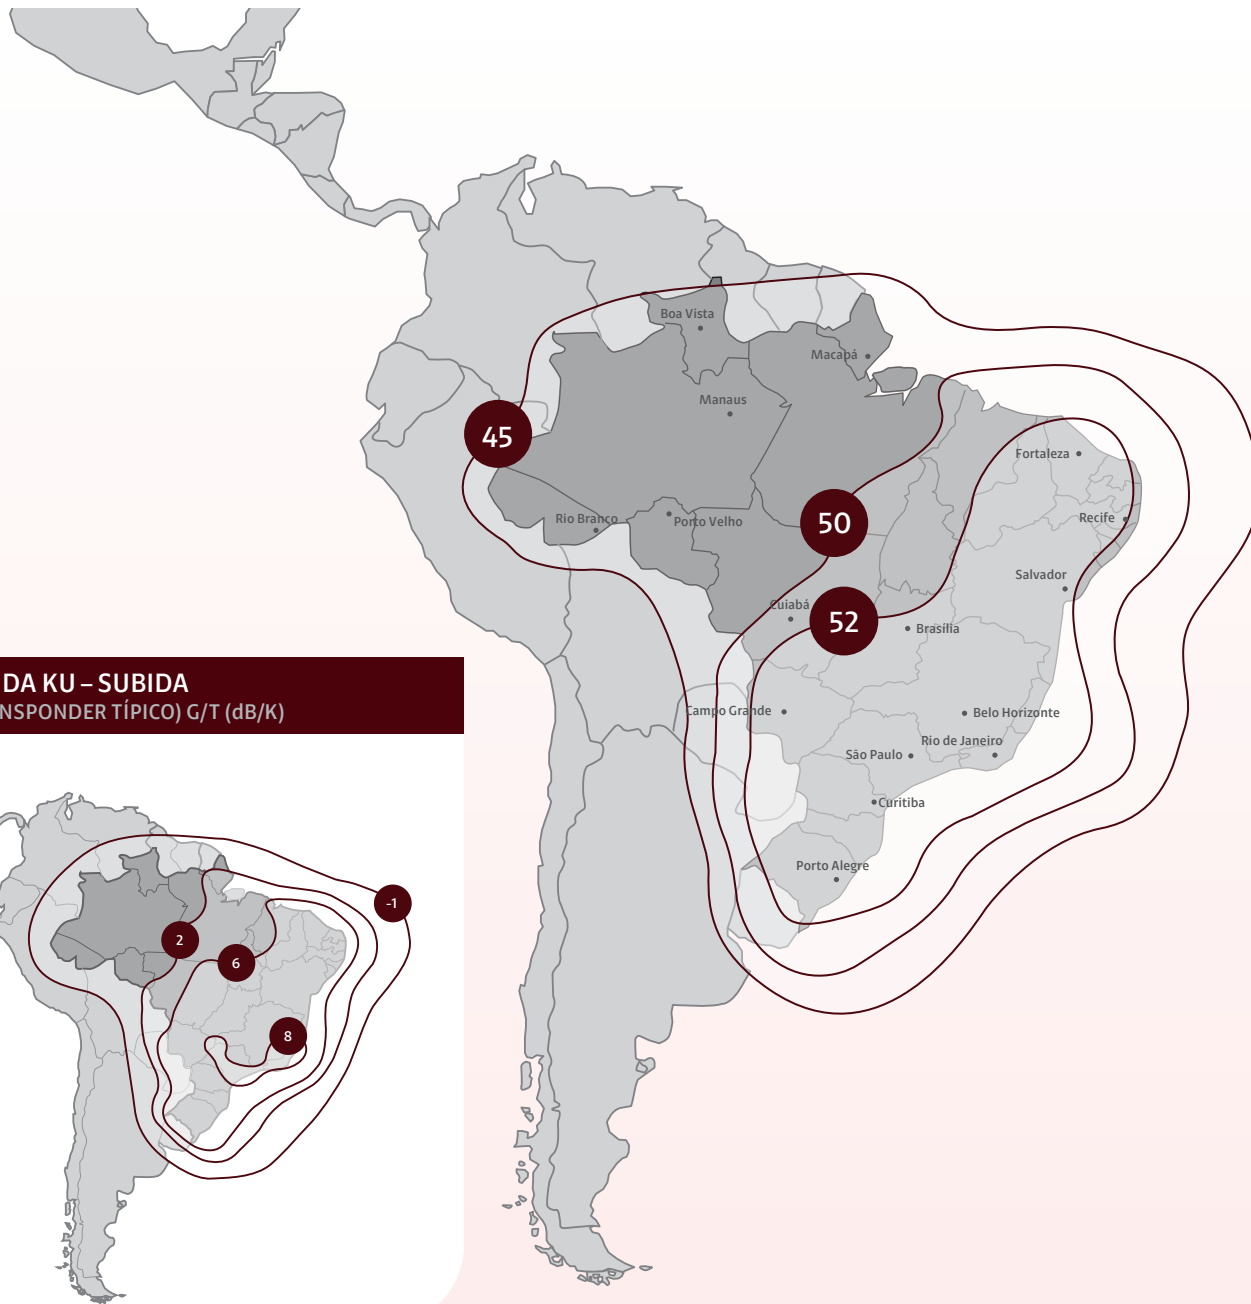 Boa Vista
Macapá
Manaus
45
Fortaleza
50
Rio Branco
Porto Velho
Recife
Salvador
Cuiabá
52
Brasília
DA KU – SUBIDA
NSPONDER TÍPICO) G/T (dB/K)
Campo Grande
Belo Horizonte
Rio de Janeiro
São Paulo
Curitiba
Porto Alegre
-1
2
6
8